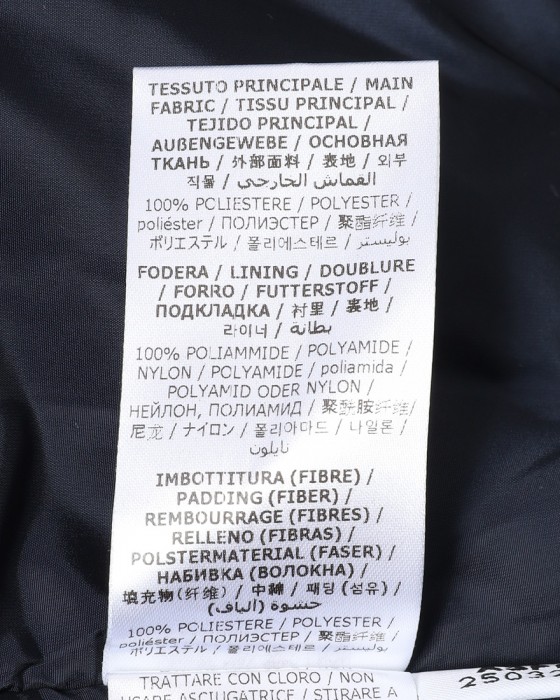 TESSUTO PRINCIPALE / MAIN
FABRIC / TISSU PRINCIPAL /
TEJIDO PRINCIPAL /
AUßENGEWEBE / ОСНОВНАЯ
ТКАНЬ / 外部面料 / 表地 / 외부
직물 / القماش الخارجي /
100% POLIESTERE / POLYESTER /
poliéster / ПОЛИЭСТЕР / 聚酯纤维 /
ポリエステル / 폴리에스테르 / بوليستر
FODERA / LINING / DOUBLURE
/ FORRO / FUTTERSTOFF /
ПОДКЛАДКА / 衬里 / 裏地 /
라이너 / بطانة
100% POLIAMMIDE / POLYAMIDE /
NYLON / POLYAMIDE / poliamida /
POLYAMID ODER NYLON /
НЕЙЛОН, ПОЛИАМИД / 聚酰胺纤维/
尼龙 / ナイロン / 폴리아마드 / 나일론 /
نايلون
IMBOTTITURA (FIBRE) /
PADDING (FIBER) /
REMBOURRAGE (FIBRES) /
RELLENO (FIBRAS) /
POLSTERMATERIAL (FASER) /
НАБИВКА (ВОЛОКНА) /
填充物(纤维) / 中綿 / 패딩 (섬유) /
حشوة (الياف)
100% POLIESTERE / POLYESTER /
poliéster / ПОЛИЭСТЕР / 聚酯纤维 /
ポリエステル / 폴리에스테르 / بوليستر
TRATTARE CON CLORO / NON
USARE ASCIUGATRICE / STIRARE A